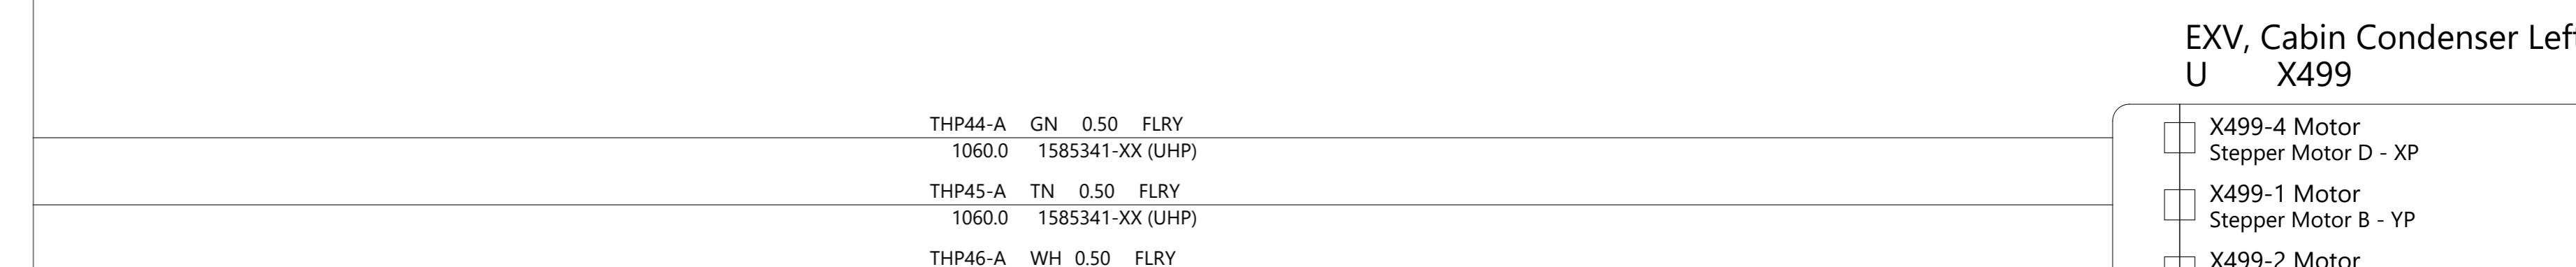 EXV, Cabin Condenser Left
U X499
THP44-A GN 0.50 FLRY
1060.0 1585341-XX (UHP)
X499-4 Motor
Stepper Motor D - XP
THP45-A TN 0.50 FLRY
1060.0 1585341-XX (UHP)
X499-1 Motor
Stepper Motor B - YP
THP46-A WH 0.50 FLRY
X499-2 Motor